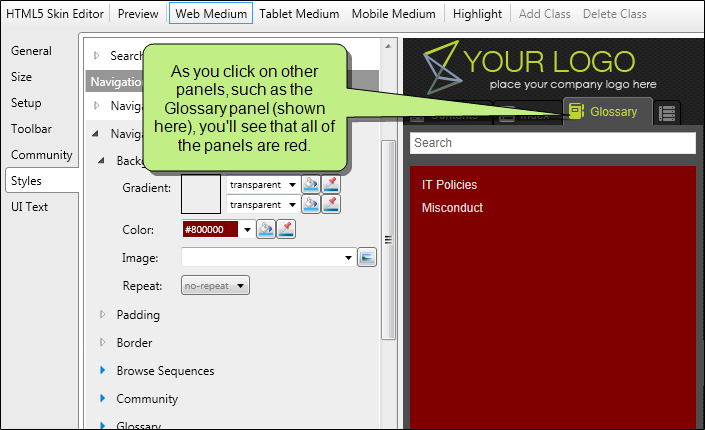 HTML5 Skin Editor Preview Web Medium Tablet Medium Mobile Medium Highlight Add Class Delete Class
General
Size
Setup
Toolbar
Community
Styles
UI Text
Search
Navigation
Naviga
Naviga
Backg
Gradient: transparent
transparent
Color: #800000
Image:
Repeat: no-repeat
Padding
Border
Browse Sequences
Community
Glossary
As you click on other
panels, such as the
Glossary panel (shown
here), you'll see that all of
the panels are red.
YOUR LOGO
place your company logo here
Contents Index Glossary
Search
IT Policies
Misconduct